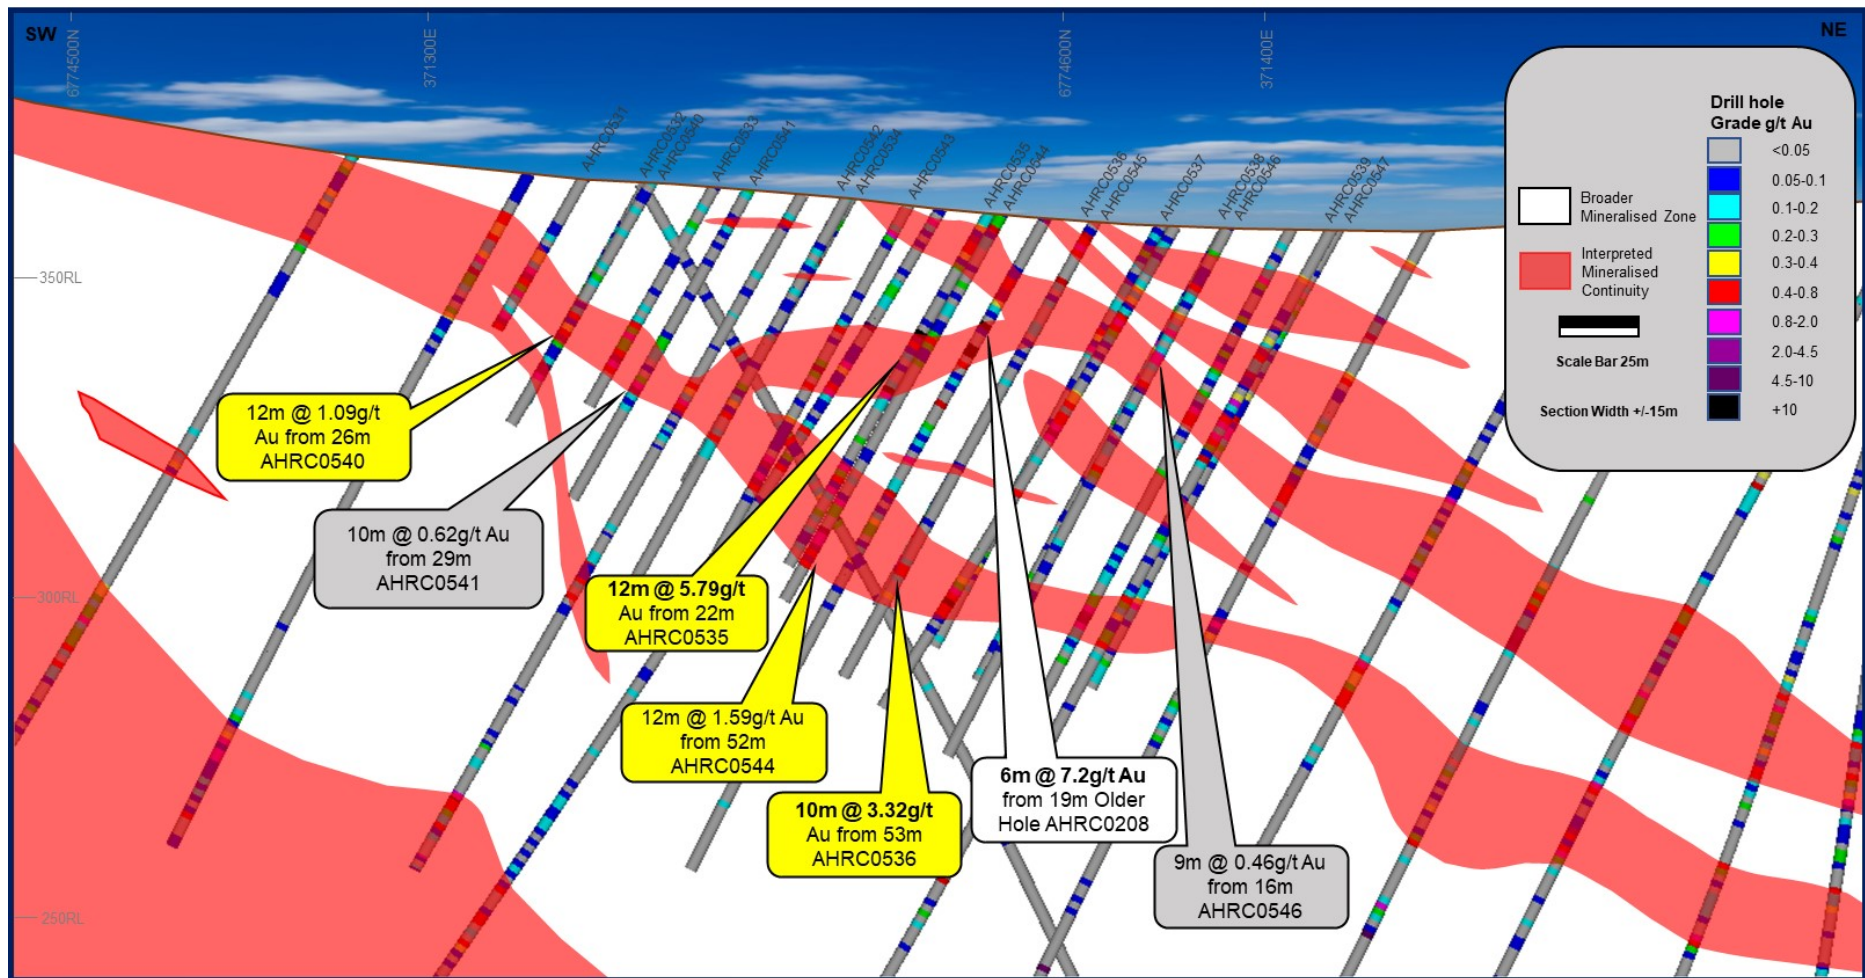 SW
NE
6774500N
371300E
6774600N
371400E
AHRC0531
AHRC0532
AHRC0540
AHRC0533
AHRC0541
AHRC0542
AHRC0534
AHRC0543
AHRC0535
AHRC0544
AHRC0536
AHRC0545
AHRC0537
AHRC0538
AHRC0546
AHRC0539
AHRC0547
350RL
300RL
250RL
Drill hole
Grade g/t Au
<0.05
0.05-0.1
0.1-0.2
0.2-0.3
0.3-0.4
0.4-0.8
0.8-2.0
2.0-4.5
4.5-10
+10
Broader
Mineralised Zone
Interpreted
Mineralised
Continuity
Scale Bar 25m
Section Width +/-15m
12m @ 1.09g/t
Au from 26m
AHRC0540
10m @ 0.62g/t Au
from 29m
AHRC0541
12m @ 5.79g/t
Au from 22m
AHRC0535
12m @ 1.59g/t Au
from 52m
AHRC0544
10m @ 3.32g/t
Au from 53m
AHRC0536
6m @ 7.2g/t Au
from 19m Older
Hole AHRC0208
9m @ 0.46g/t Au
from 16m
AHRC0546